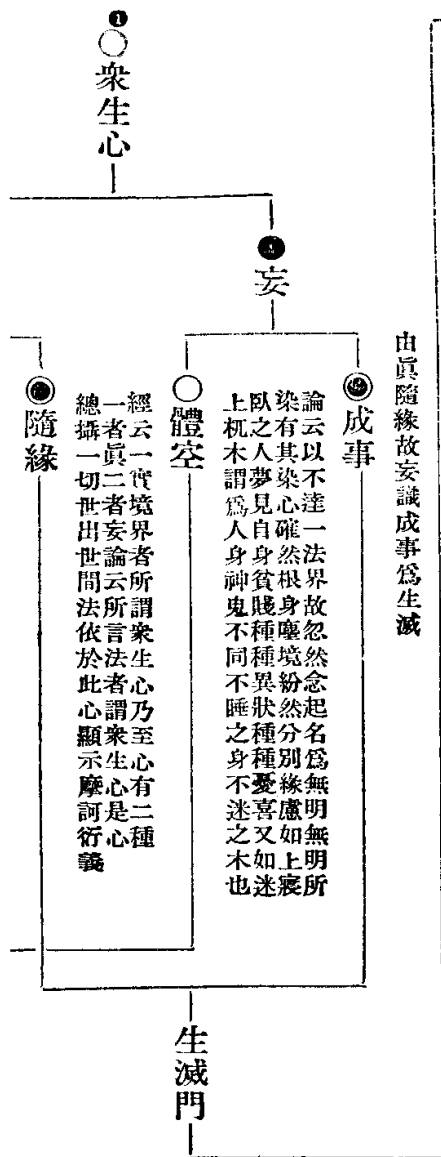 由眞隨緣故妄識成事爲生滅
成事
論云以不達一法界故忽然念起名爲無明無明所
染有其染心確然根身塵境紛然分別緣慮如上寢
臥之人夢見自身貧賤種種異狀種種憂喜又如迷
上杌木謂爲人身神鬼不同不睡之身不迷之木也
妄
體空
經云一實境界者所謂衆生心乃至心有二種
一者眞二者妄論云所言法者謂衆生心是心
總攝一切世出世間法依於此心顯示摩訶衍義
隨緣
❶
衆生心
生滅門